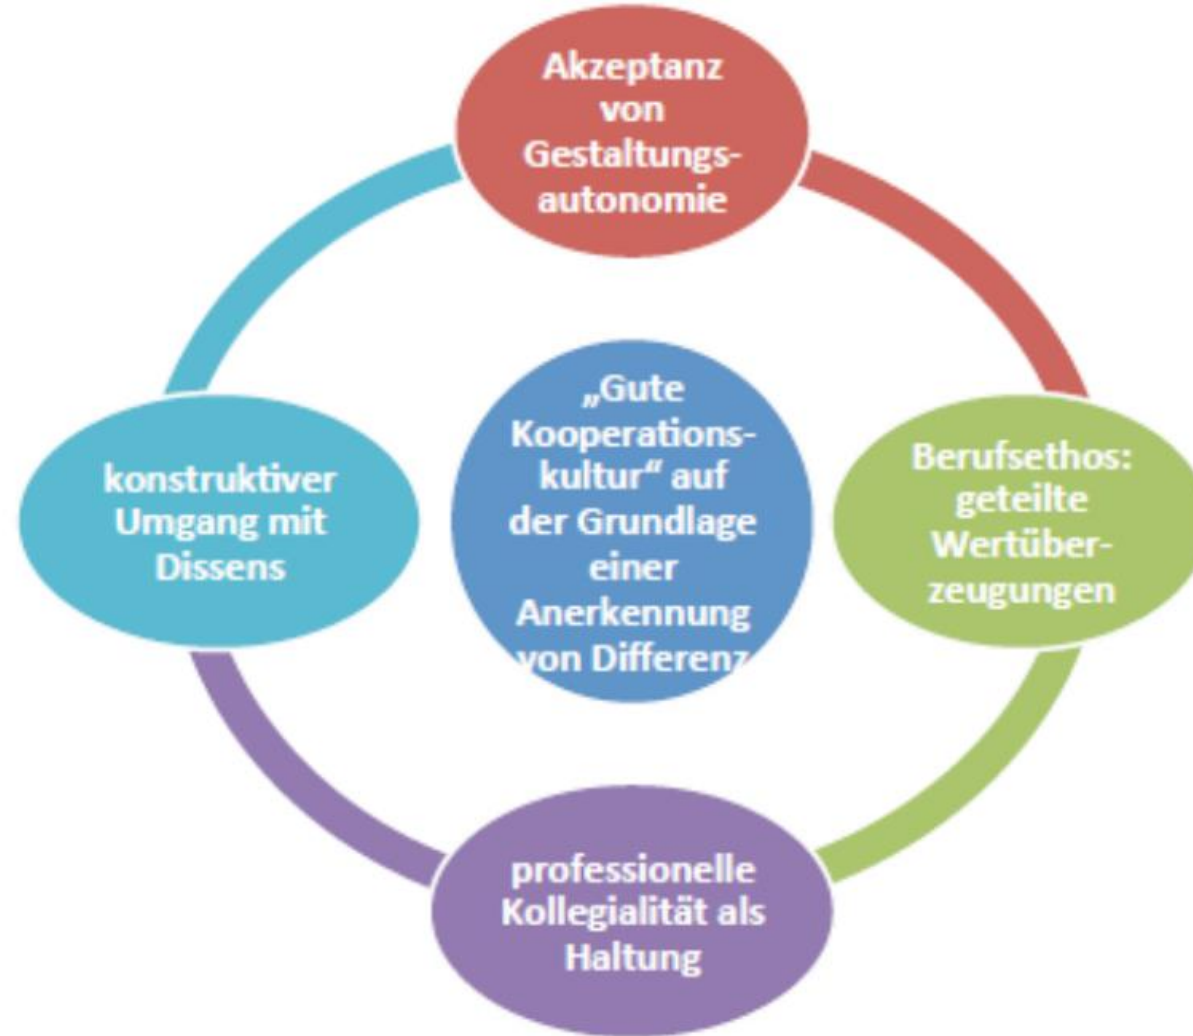 Akzeptanz
von
Gestaltungs-
autonomie
„Gute
Kooperations-
kultur“ auf
der Grundlage
einer
Anerkennung
von Differenz
konstruktiver
Umgang mit
Dissens
Berufsethos:
geteilte
Wertüber-
zeugungen
professionelle
Kollegialität als
Haltung